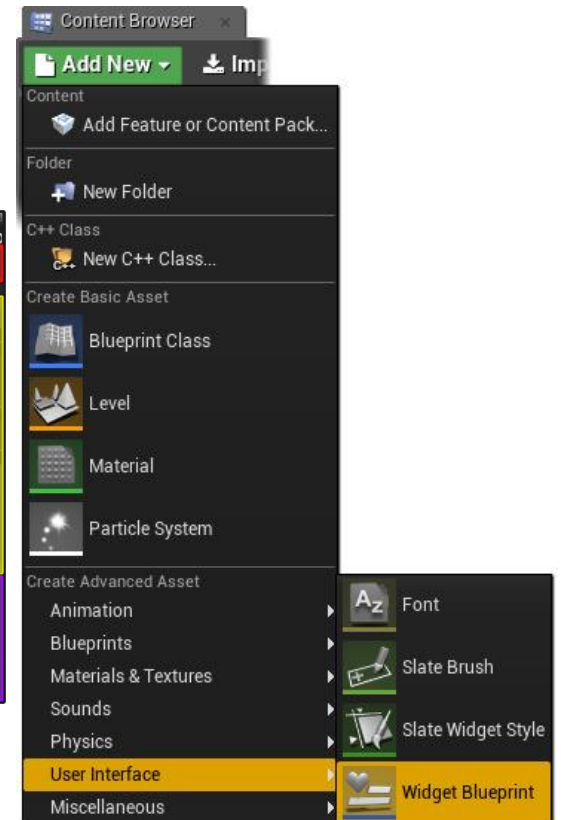 Content Browser
Add New
Imp
Content
Add Feature or Content Pack...
Folder
New Folder
C++ Class
C++
New C++ Class...
Create Basic Asset
Blueprint Class
Level
Material
Particle System
Create Advanced Asset
Animation
Blueprints
Materials & Textures
Sounds
Physics
User Interface
Miscellaneous
Az Font
Slate Brush
Slate Widget Style
Widget Blueprint